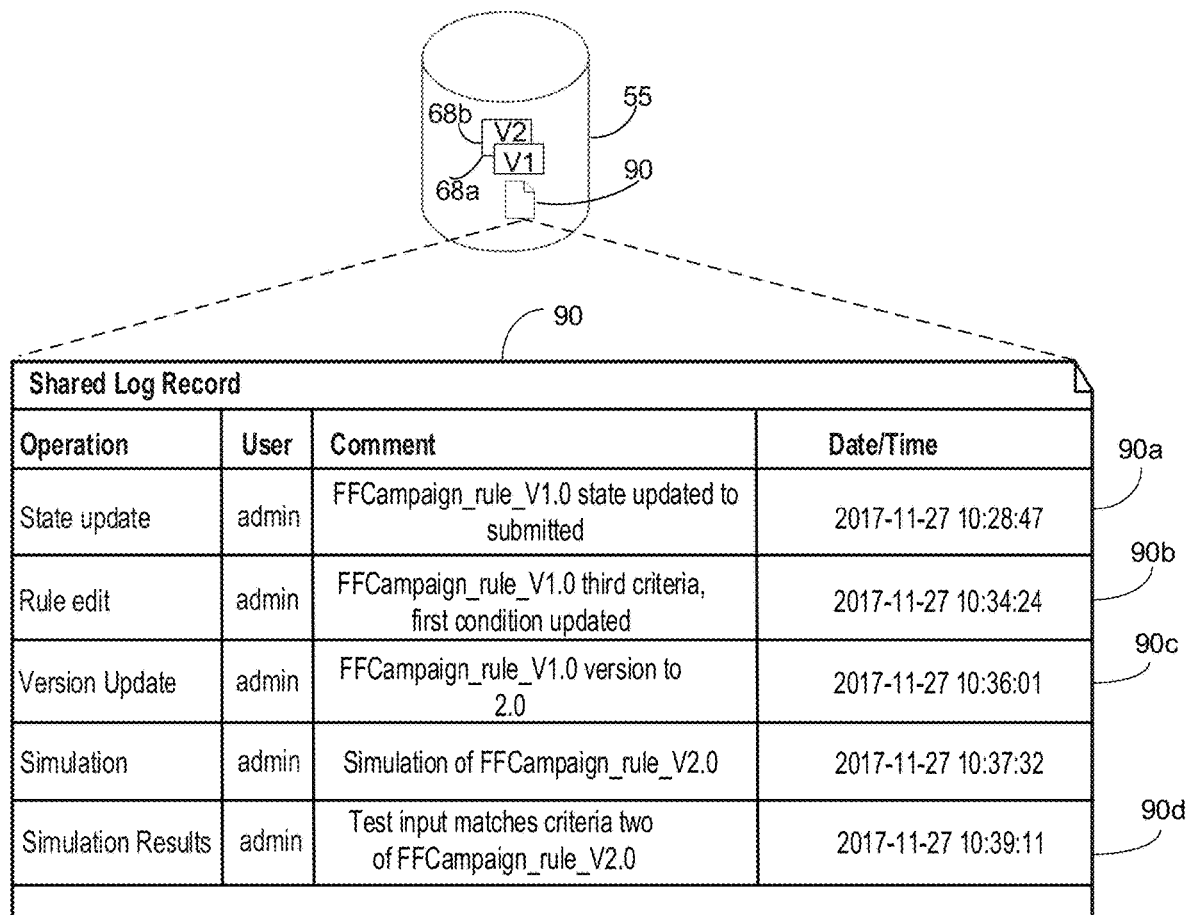 68b
V2
V1
68a
55
90
90
Shared Log Record
Operation User Comment Date/Time
90a
State update admin FFCampaign_rule_V1.0 state updated to
submitted 2017-11-27 10:28:47
90b
Rule edit admin FFCampaign_rule_V1.0 third criteria,
first condition updated 2017-11-27 10:34:24
90c
Version Update admin FFCampaign_rule_V1.0 version to
2.0 2017-11-27 10:36:01
Simulation admin Simulation of FFCampaign_rule_V2.0 2017-11-27 10:37:32
90d
Simulation Results admin Test input matches criteria two
of FFCampaign_rule_V2.0 2017-11-27 10:39:11